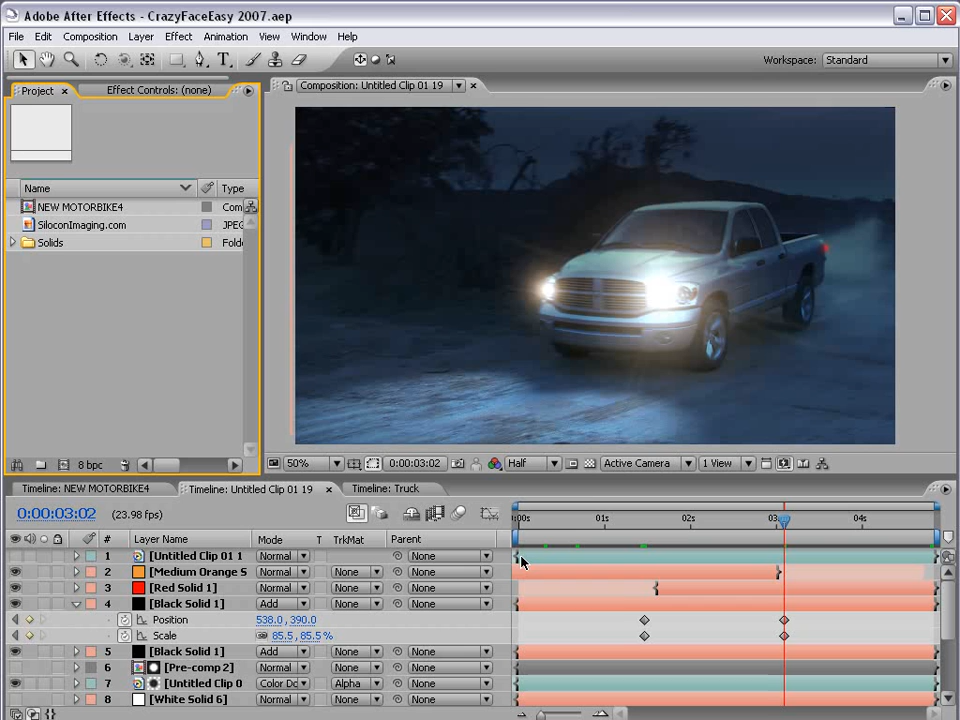 Adobe After Effects - CrazyFaceEasy 2007.aep
File Edit Composition Layer Effect Animation View Window Help
Workspace: Standard
Project Effect Controls: (none)
Composition: Untitled Clip 01 19
Name Type
NEW MOTORBIKE4 Com
SiloconImaging.com JPEG
Solids Folde
8 bpc
50% 0:00:03:02 Half Active Camera 1 View
Timeline: NEW MOTORBIKE4 Timeline: Untitled Clip 01 19 Timeline: Truck
0:00:03:02 (23.98 fps)
:00s 01s 02s 03s 04s
# Layer Name Mode T TrkMat Parent
1 [Untitled Clip 01 1 Normal None
2 [Medium Orange S Normal None None
3 [Red Solid 1] Normal None None
4 [Black Solid 1] Add None None
Position 538.0, 390.0
Scale 85.5, 85.5%
5 [Black Solid 1] Add None None
6 [Pre-comp 2] Normal None None
7 [Untitled Clip 0 Color Do Alpha None
8 [White Solid 6] Normal None None